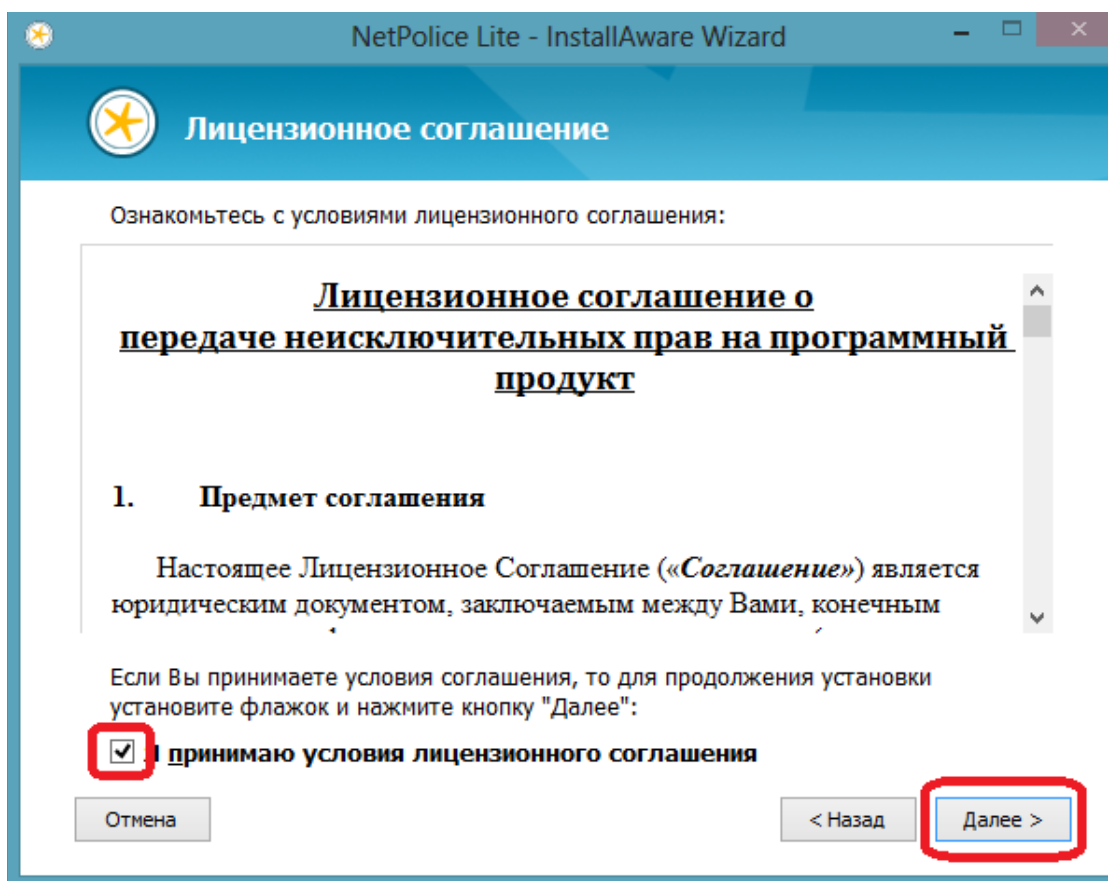 NetPolice Lite - InstallAware Wizard
Лицензионное соглашение
Ознакомьтесь с условиями лицензионного соглашения:
Лицензионное соглашение о
передаче неисключительных прав на программный
продукт
1. Предмет соглашения
Настоящее Лицензионное Соглашение («Соглашение») является
юридическим документом, заключаемым между Вами, конечным
Если Вы принимаете условия соглашения, то для продолжения установки
установите флажок и нажмите кнопку "Далее":
Я принимаю условия лицензионного соглашения
Отмена
< Назад
Далее >